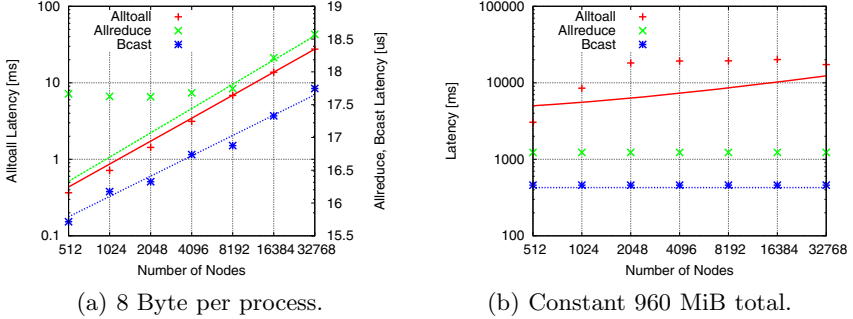 Alltoall
Allreduce
Bcast
Alltoall Latency [ms]
100
10
1
0.1
19
18.5
18
17.5
17
16.5
16
15.5
Allreduce, Bcast Latency [us]
512 1024 2048 4096 8192 16384 32768
Number of Nodes
(a) 8 Byte per process.
Alltoall
Allreduce
Bcast
Latency [ms]
100000
10000
1000
100
512 1024 2048 4096 8192 16384 32768
Number of Nodes
(b) Constant 960 MiB total.